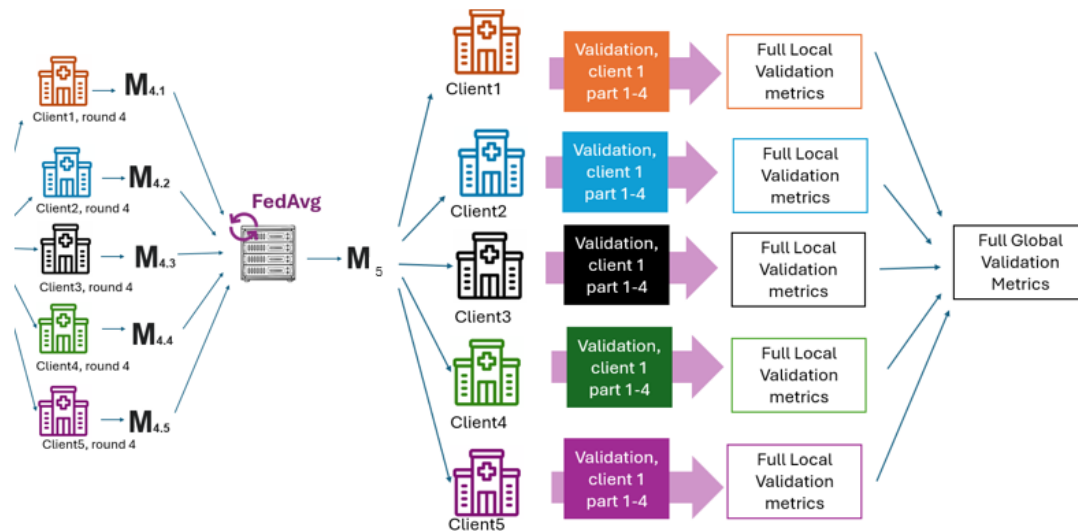 Client1, round 4
M4.1
Client2, round 4
M4.2
Client3, round 4
M4.3
Client4, round 4
M4.4
Client5, round 4
M4.5
FedAvg
M 5
Client1
Validation,
client 1
part 1-4
Full Local
Validation
metrics
Client2
Validation,
client 1
part 1-4
Full Local
Validation
metrics
Client3
Validation,
client 1
part 1-4
Full Local
Validation
metrics
Client4
Validation,
client 1
part 1-4
Full Local
Validation
metrics
Client5
Validation,
client 1
part 1-4
Full Local
Validation
metrics
Full Global
Validation
Metrics